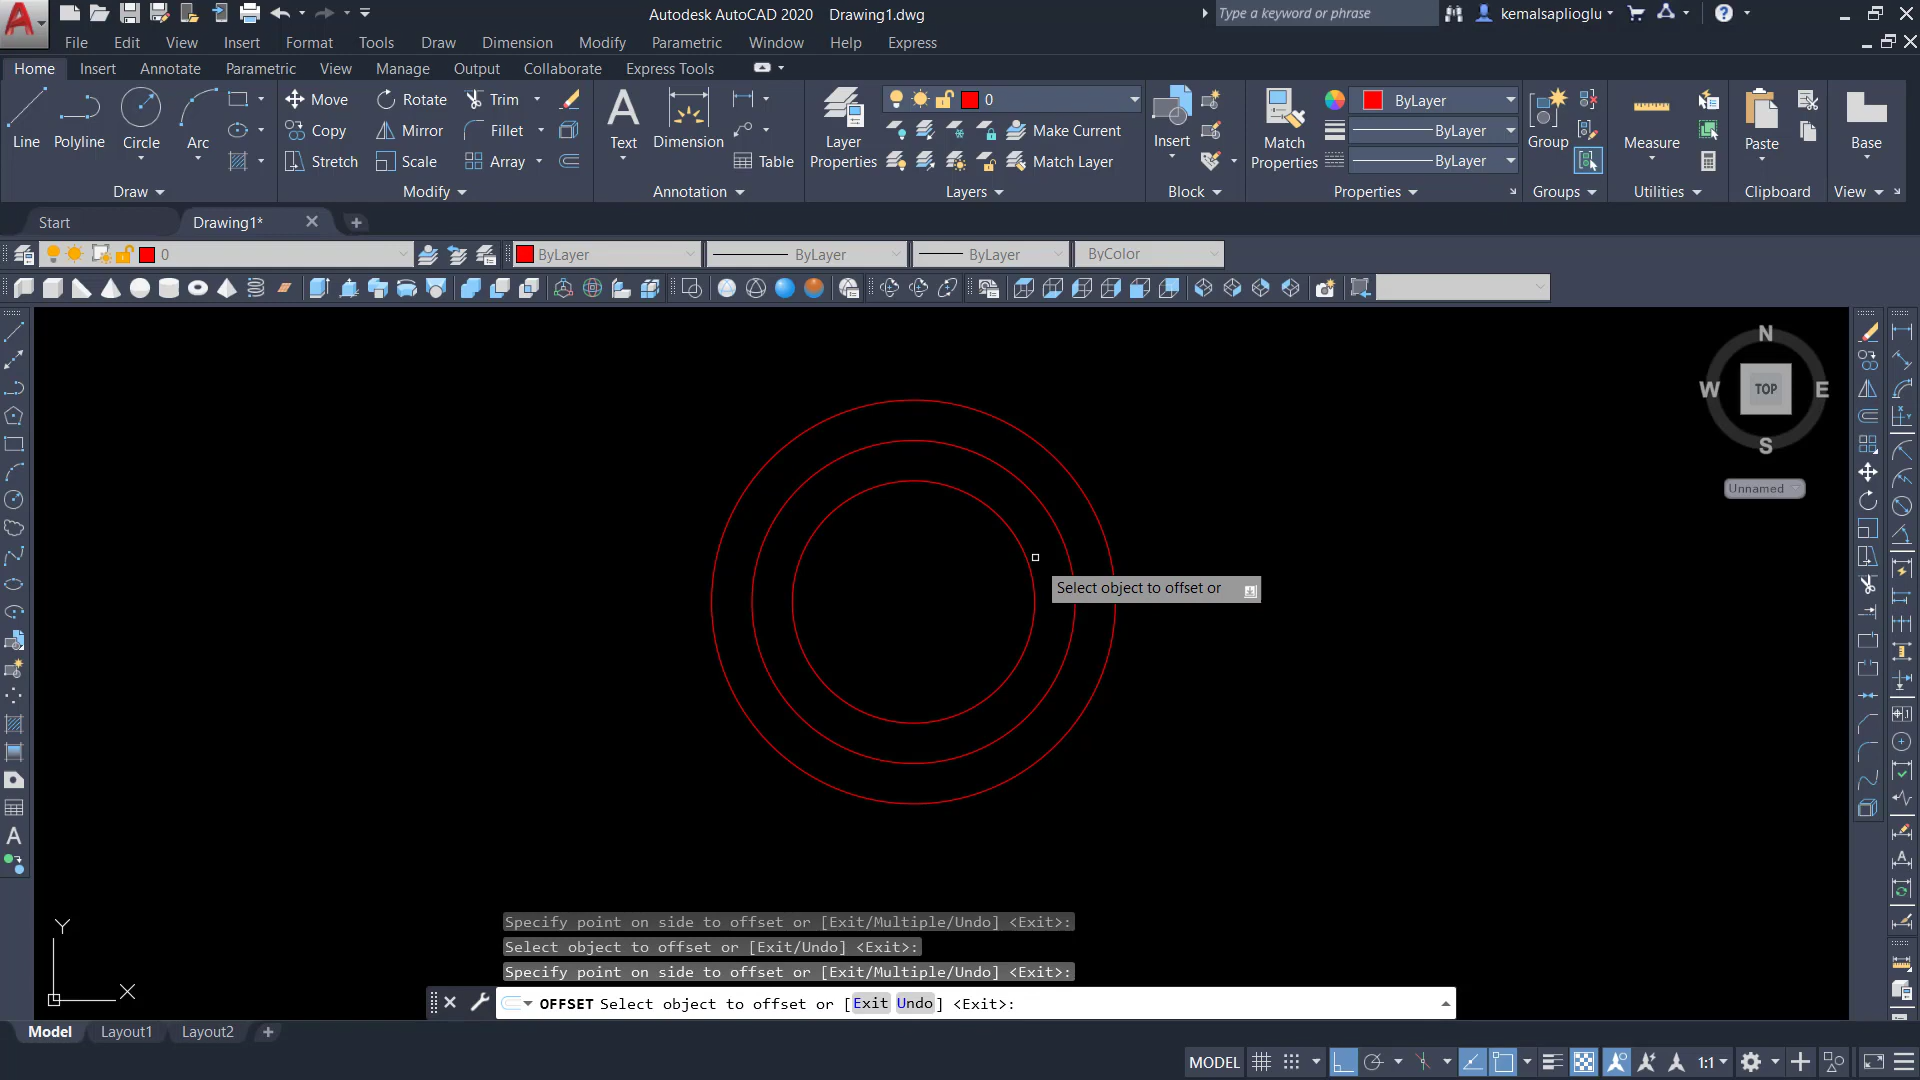 Autodesk AutoCAD 2020 Drawing1.dwg
Type a keyword or phrase
kemalsaplioglu
File Edit View Insert Format Tools Draw Dimension Modify Parametric Window Help Express
Home Insert Annotate Parametric View Manage Output Collaborate Express Tools
Line
Polyline
Circle
Arc
Draw
Move
Rotate
Trim
Copy
Mirror
Fillet
Stretch
Scale
Array
Modify
Text
Dimension
Table
Annotation
Layer
Properties
0
Make Current
Match Layer
Layers
Insert
Block
Match
Properties
ByLayer
ByLayer
ByLayer
Properties
Group
Groups
Measure
Utilities
Paste
Clipboard
Base
View
Start
Drawing1*
0
ByLayer
ByLayer
ByLayer
ByColor
N
W
TOP
E
S
Unnamed
Select object to offset or
Y
X
Specify point on side to offset or [Exit/Multiple/Undo] <Exit>:
Select object to offset or [Exit/Undo] <Exit>:
Specify point on side to offset or [Exit/Multiple/Undo] <Exit>:
OFFSET Select object to offset or [Exit Undo] <Exit>:
Model Layout1 Layout2
MODEL
1:1